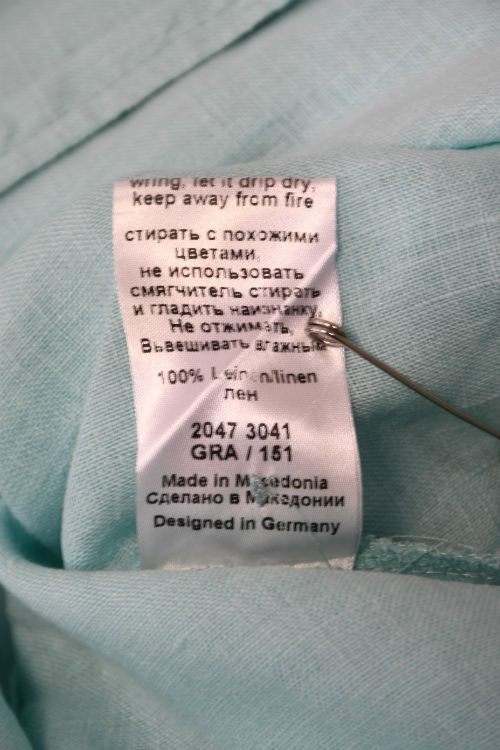 wring, let it drip dry,
keep away from fire
стирать с похожими
цветами,
не использовать
смягчитель стирать
и гладить наизнанку,
Не отжимать,
Вывешивать влажным
100% Leinen/linen
лен
2047 3041
GRA / 151
Made in Macedonia
Сделано в Македонии
Designed in Germany